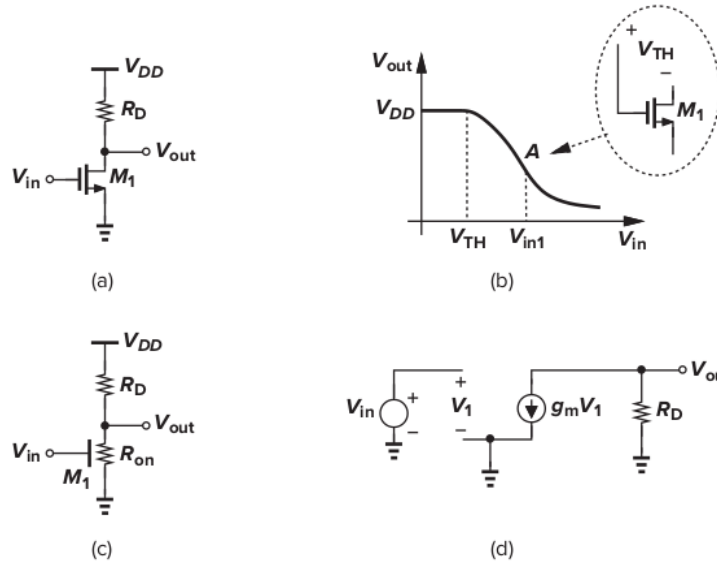 V_DD
R_D
V_out
V_in
M_1
(a)
V_out
V_DD
A
V_TH
V_in1
V_in
+
V_TH
−
M_1
(b)
V_DD
R_D
V_out
V_in
R_on
M_1
(c)
V_in
+
−
+
V_1
−
g_mV_1
R_D
V_ou
(d)